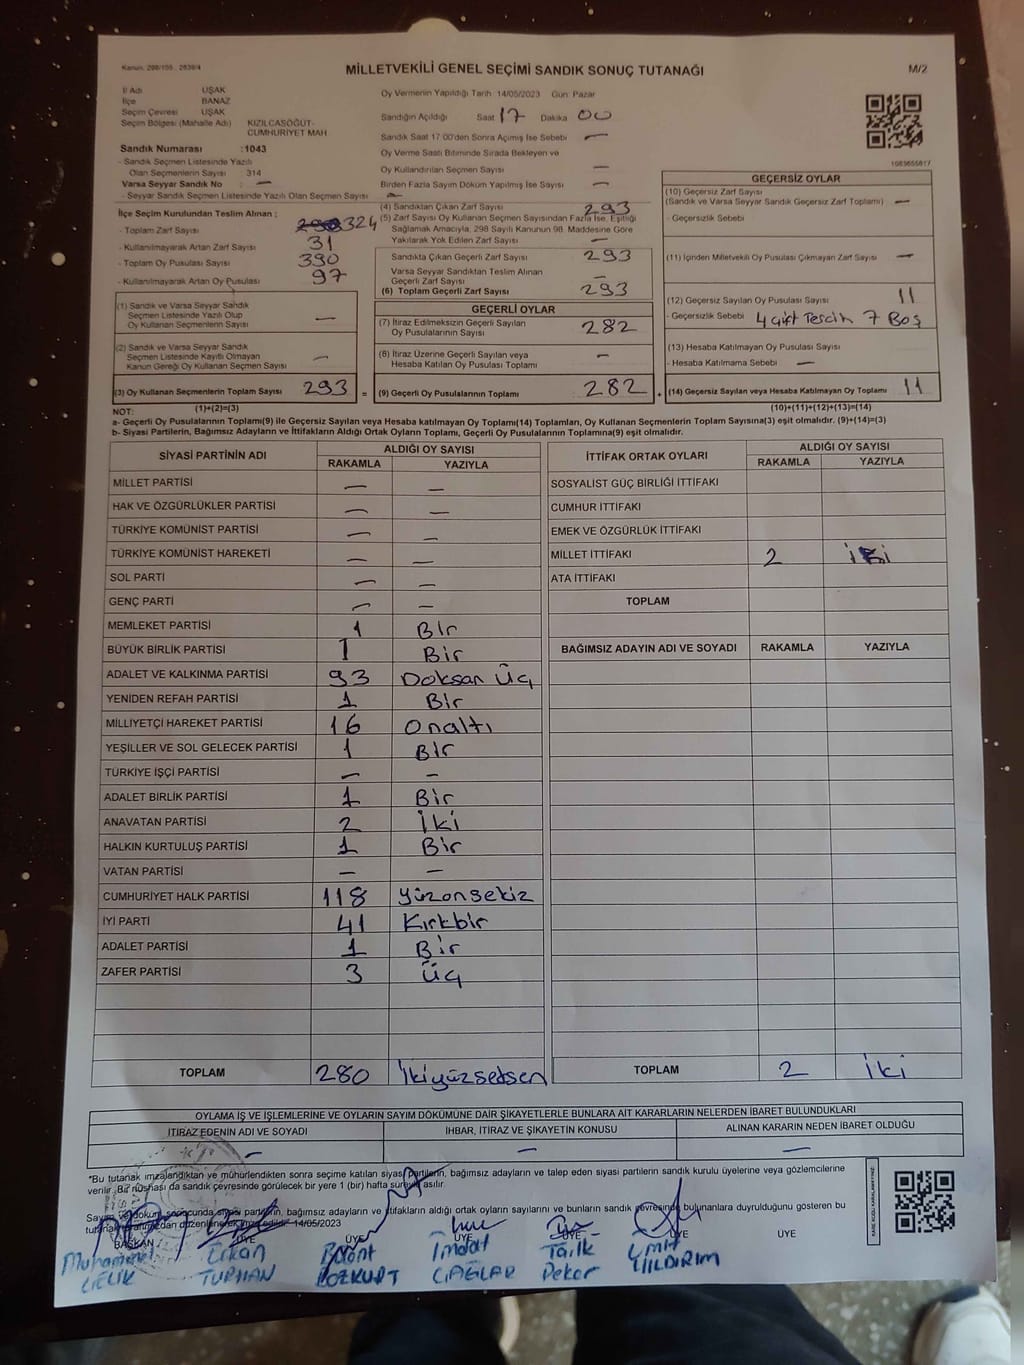 Kanun: 298/105 , 2839/4
MİLLETVEKİLİ GENEL SEÇİMİ SANDIK SONUÇ TUTANAĞI
M/2
İl Adı UŞAK
İlçe BANAZ
Seçim Çevresi UŞAK
Seçim Bölgesi (Mahalle Adı) KIZILCASÖĞÜT-CUMHURİYET MAH
Sandık Numarası :1043
- Sandık Seçmen Listesinde Yazılı Olan Seçmenlerin Sayısı 314
Varsa Seyyar Sandık No —
- Seyyar Sandık Seçmen Listesinde Yazılı Olan Seçmen Sayısı —
İlçe Seçim Kurulundan Teslim Alınan ;
- Toplam Zarf Sayısı 324
- Kullanılmayarak Artan Zarf Sayısı 31
- Toplam Oy Pusulası Sayısı 390
- Kullanılmayarak Artan Oy Pusulası 97
(1) Sandık ve Varsa Seyyar Sandık Seçmen Listesinde Yazılı Olup Oy Kullanan Seçmenlerin Sayısı —
(2) Sandık ve Varsa Seyyar Sandık Seçmen Listesinde Kayıtlı Olmayan Kanun Gereği Oy Kullanan Seçmen Sayısı —
(3) Oy Kullanan Seçmenlerin Toplam Sayısı 293 =
(1)+(2)=(3)
Oy Vermenin Yapıldığı Tarih :14/05/2023 Gün: Pazar
Sandığın Açıldığı Saat 17 Dakika 00
Sandık Saat 17:00'den Sonra Açımış İse Sebebi —
Oy Verme Saati Bitiminde Sırada Bekleyen ve
Oy Kullandırılan Seçmen Sayısı —
Birden Fazla Sayım Döküm Yapılmış İse Sayısı —
(4) Sandıktan Çıkan Zarf Sayısı 293
(5) Zarf Sayısı Oy Kullanan Seçmen Sayısından Fazla İse, Eşitliği
Sağlamak Amacıyla, 298 Sayılı Kanunun 98. Maddesine Göre
Yakılarak Yok Edilen Zarf Sayısı —
Sandıkta Çıkan Geçerli Zarf Sayısı 293
Varsa Seyyar Sandıktan Teslim Alınan Geçerli Zarf Sayısı —
(6) Toplam Geçerli Zarf Sayısı 293
GEÇERLİ OYLAR
(7) İtiraz Edilmeksizin Geçerli Sayılan Oy Pusulalarının Sayısı 282
(8) İtiraz Üzerine Geçerli Sayılan veya Hesaba Katılan Oy Pusulası Toplamı —
(9) Geçerli Oy Pusulalarının Toplamı 282 +
1083655817
GEÇERSİZ OYLAR
(10) Geçersiz Zarf Sayısı
(Sandık ve Varsa Seyyar Sandık Geçersiz Zarf Toplamı) —
- Geçersizlik Sebebi
(11) İçinden Milletvekili Oy Pusulası Çıkmayan Zarf Sayısı —
(12) Geçersiz Sayılan Oy Pusulası Sayısı 11
- Geçersizlik Sebebi 4 çift Tercih 7 Boş
(13) Hesaba Katılmayan Oy Pusulası Sayısı
- Hesaba Katılmama Sebebi —
(14) Geçersiz Sayılan veya Hesaba Katılmayan Oy Toplamı 11
(10)+(11)+(12)+(13)=(14)
NOT:
a- Geçerli Oy Pusulalarının Toplamı(9) ile Geçersiz Sayılan veya Hesaba katılmayan Oy Toplamı(14) Toplamları, Oy Kullanan Seçmenlerin Toplam Sayısına(3) eşit olmalıdır. (9)+(14)=(3)
b- Siyasi Partilerin, Bağımsız Adayların ve İttifakların Aldığı Ortak Oyların Toplamı, Geçerli Oy Pusulalarının Toplamına(9) eşit olmalıdır.
SİYASİ PARTİNİN ADI ALDIĞI OY SAYISI
RAKAMLA YAZIYLA
MİLLET PARTİSİ — —
HAK VE ÖZGÜRLÜKLER PARTİSİ — —
TÜRKİYE KOMÜNİST PARTİSİ — —
TÜRKİYE KOMÜNİST HAREKETİ — —
SOL PARTİ — —
GENÇ PARTİ — —
MEMLEKET PARTİSİ 1 Bir
BÜYÜK BİRLİK PARTİSİ 1 Bir
ADALET VE KALKINMA PARTİSİ 93 Doksan Üç
YENİDEN REFAH PARTİSİ 1 Bir
MİLLİYETÇİ HAREKET PARTİSİ 16 Onaltı
YEŞİLLER VE SOL GELECEK PARTİSİ 1 Bir
TÜRKİYE İŞÇİ PARTİSİ — —
ADALET BİRLİK PARTİSİ 1 Bir
ANAVATAN PARTİSİ 2 İki
HALKIN KURTULUŞ PARTİSİ 1 Bir
VATAN PARTİSİ — —
CUMHURİYET HALK PARTİSİ 118 Yüzonsekiz
İYİ PARTİ 41 Kırkbir
ADALET PARTİSİ 1 Bir
ZAFER PARTİSİ 3 Üç
TOPLAM 280 İkiyüzseksen
İTTİFAK ORTAK OYLARI ALDIĞI OY SAYISI
RAKAMLA YAZIYLA
SOSYALİST GÜÇ BİRLİĞİ İTTİFAKI
CUMHUR İTTİFAKI
EMEK VE ÖZGÜRLÜK İTTİFAKI
MİLLET İTTİFAKI 2 İki
ATA İTTİFAKI
TOPLAM
BAĞIMSIZ ADAYIN ADI VE SOYADI RAKAMLA YAZIYLA
TOPLAM 2 İki
OYLAMA İŞ VE İŞLEMLERİNE VE OYLARIN SAYIM DÖKÜMÜNE DAİR ŞİKAYETLERLE BUNLARA AİT KARARLARIN NELERDEN İBARET BULUNDUKLARI
İTİRAZ EDENİN ADI VE SOYADI İHBAR, İTİRAZ VE ŞİKAYETİN KONUSU ALINAN KARARIN NEDEN İBARET OLDUĞU
— — —
*Bu tutanak imzalandıktan ve mühürlendikten sonra seçime katılan siyasi partilerin, bağımsız adayların ve talep eden siyasi partilerin sandık kurulu üyelerine veya gözlemcilerine
verilir. Bir nüshası da sandık çevresinde görülecek bir yere 1 (bir) hafta süreyle asılır.
Sayım ve döküm sonucunda siyasi partilerin, bağımsız adayların ve ittifakların aldığı ortak oyların sayılarını ve bunların sandık çevresinde bulunanlara duyrulduğunu gösteren bu
tutanak tarafımızdan düzenlenerek imza edildi. 14/05/2023
BAŞKAN ÜYE ÜYE ÜYE ÜYE ÜYE ÜYE
Muhammed Erkan Bülent İmdat Tarık Ümit
ÇELİK TURHAN BOZKURT ÇAĞLAR Peker YILDIRIM